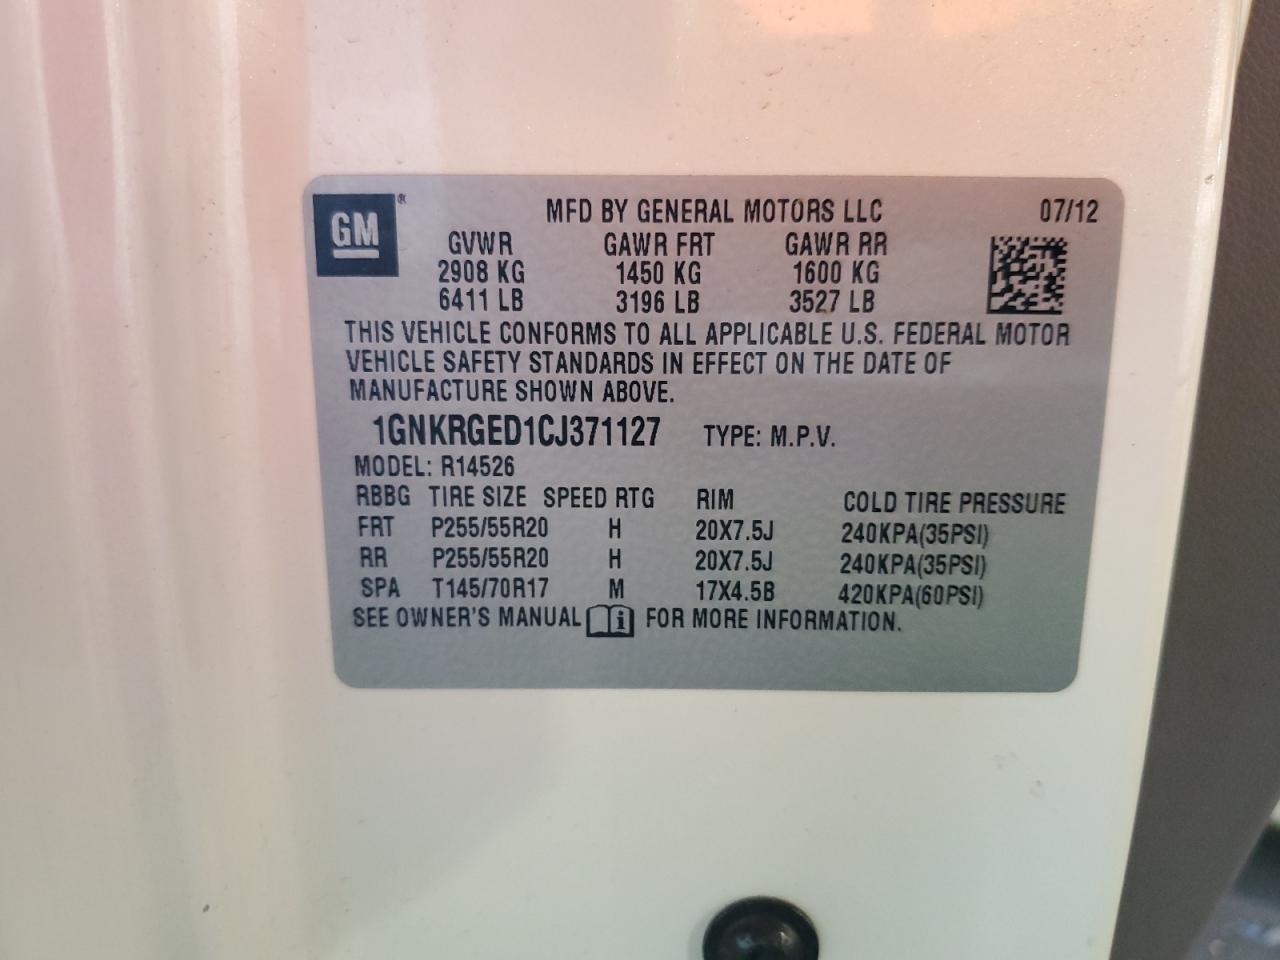 GM® MFD BY GENERAL MOTORS LLC 07/12
GVWR GAWR FRT GAWR RR
2908 KG 1450 KG 1600 KG
6411 LB 3196 LB 3527 LB
THIS VEHICLE CONFORMS TO ALL APPLICABLE U.S. FEDERAL MOTOR
VEHICLE SAFETY STANDARDS IN EFFECT ON THE DATE OF
MANUFACTURE SHOWN ABOVE.
1GNKRGED1CJ371127 TYPE: M.P.V.
MODEL: R14526
RBBG TIRE SIZE SPEED RTG RIM COLD TIRE PRESSURE
FRT P255/55R20 H 20X7.5J 240KPA(35PSI)
RR P255/55R20 H 20X7.5J 240KPA(35PSI)
SPA T145/70R17 M 17X4.5B 420KPA(60PSI)
SEE OWNER'S MANUAL i FOR MORE INFORMATION.